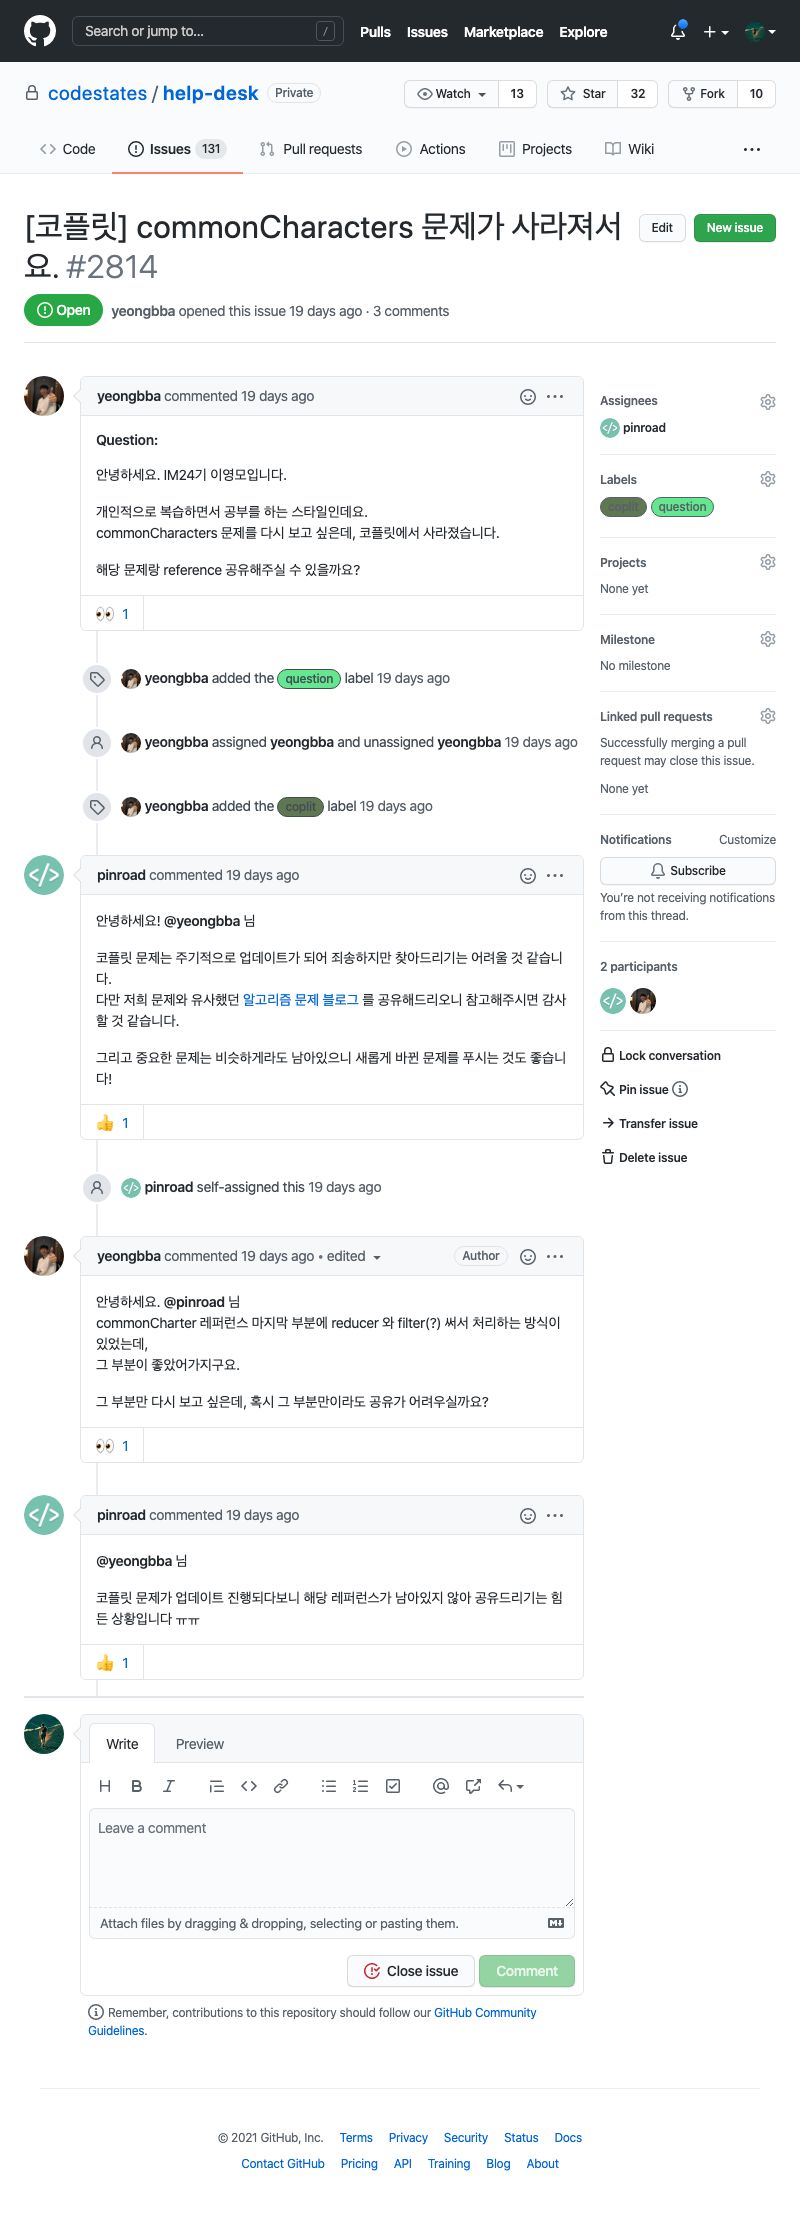 Search or jump to... /
Pulls Issues Marketplace Explore
codestates / help-desk Private
Watch 13 Star 32 Fork 10
Code Issues 131 Pull requests Actions Projects Wiki ...
[코플릿] commonCharacters 문제가 사라져서
요. #2814
Edit New issue
Open yeongbba opened this issue 19 days ago · 3 comments
yeongbba commented 19 days ago
Question:
안녕하세요. IM24기 이영모입니다.
개인적으로 복습하면서 공부를 하는 스타일인데요.
commonCharacters 문제를 다시 보고 싶은데, 코플릿에서 사라졌습니다.
해당 문제랑 reference 공유해주실 수 있을까요?
👀 1
yeongbba added the question label 19 days ago
yeongbba assigned yeongbba and unassigned yeongbba 19 days ago
yeongbba added the coplit label 19 days ago
pinroad commented 19 days ago
안녕하세요! @yeongbba 님
코플릿 문제는 주기적으로 업데이트가 되어 죄송하지만 찾아드리기는 어려울 것 같습니
다.
다만 저희 문제와 유사했던 알고리즘 문제 블로그 를 공유해드리오니 참고해주시면 감사
할 것 같습니다.
그리고 중요한 문제는 비슷하게라도 남아있으니 새롭게 바뀐 문제를 푸시는 것도 좋습니
다!
👍 1
pinroad self-assigned this 19 days ago
yeongbba commented 19 days ago • edited Author
안녕하세요. @pinroad 님
commonCharter 레퍼런스 마지막 부분에 reducer 와 filter(?) 써서 처리하는 방식이
있었는데,
그 부분이 좋았어가지구요.
그 부분만 다시 보고 싶은데, 혹시 그 부분만이라도 공유가 어려우실까요?
👀 1
pinroad commented 19 days ago
@yeongbba 님
코플릿 문제가 업데이트 진행되다보니 해당 레퍼런스가 남아있지 않아 공유드리기는 힘
든 상황입니다 ㅠㅠ
👍 1
Assignees
pinroad
Labels
coplit question
Projects
None yet
Milestone
No milestone
Linked pull requests
Successfully merging a pull
request may close this issue.
None yet
Notifications Customize
Subscribe
You're not receiving notifications
from this thread.
2 participants
Lock conversation
Pin issue
Transfer issue
Delete issue
Write Preview
Leave a comment
Attach files by dragging & dropping, selecting or pasting them.
Close issue Comment
Remember, contributions to this repository should follow our GitHub Community
Guidelines.
© 2021 GitHub, Inc. Terms Privacy Security Status Docs
Contact GitHub Pricing API Training Blog About